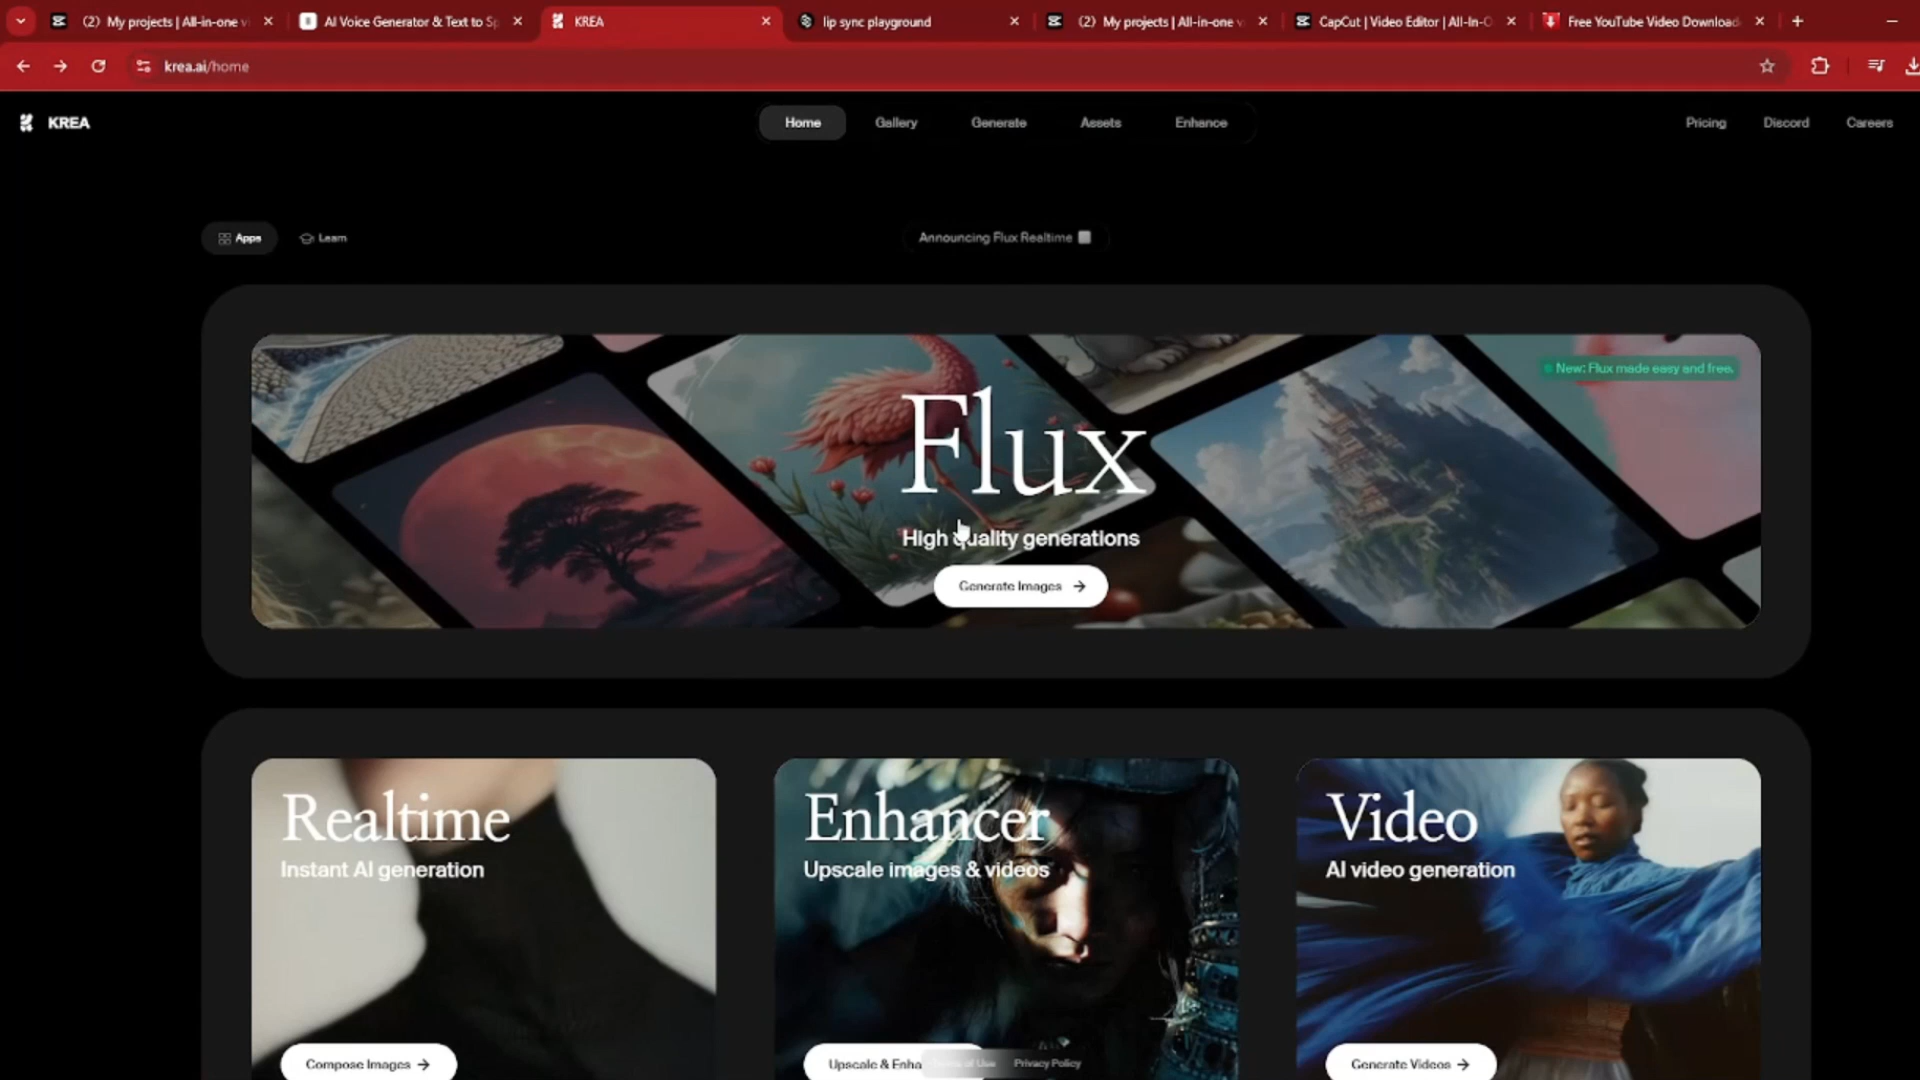 (2) My projects | All-in-one v
AI Voice Generator & Text to Sp
KREA
lip sync playground
(2) My projects | All-in-one v
CapCut | Video Editor | All-In-O
Free YouTube Video Download
krea.ai/home
KREA
Home
Gallery
Generate
Assets
Enhance
Pricing
Discord
Careers
Apps
Learn
Announcing Flux Realtime
New: Flux made easy and free.
Flux
High quality generations
Generate Images →
Realtime
Instant AI generation
Compose Images →
Enhancer
Upscale images & videos
Upscale & Enha
of Use
Privacy Policy
Video
AI video generation
Generate Videos →